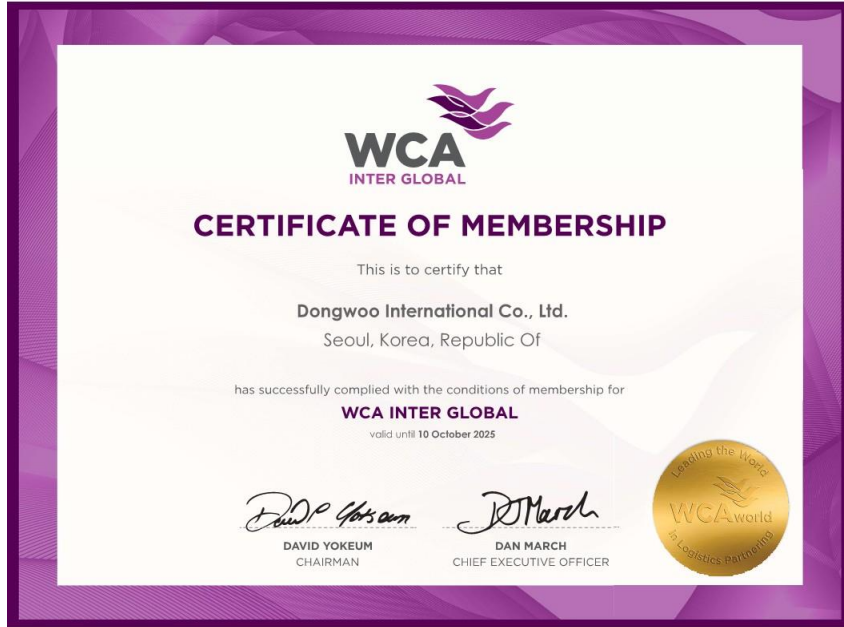 WCA
INTER GLOBAL
CERTIFICATE OF MEMBERSHIP
This is to certify that
Dongwoo International Co., Ltd.
Seoul, Korea, Republic Of
has successfully complied with the conditions of membership for
WCA INTER GLOBAL
valid until 10 October 2025
DAVID YOKEUM
CHAIRMAN
DAN MARCH
CHIEF EXECUTIVE OFFICER
Leading the World
WCAworld
in Logistics Partnering